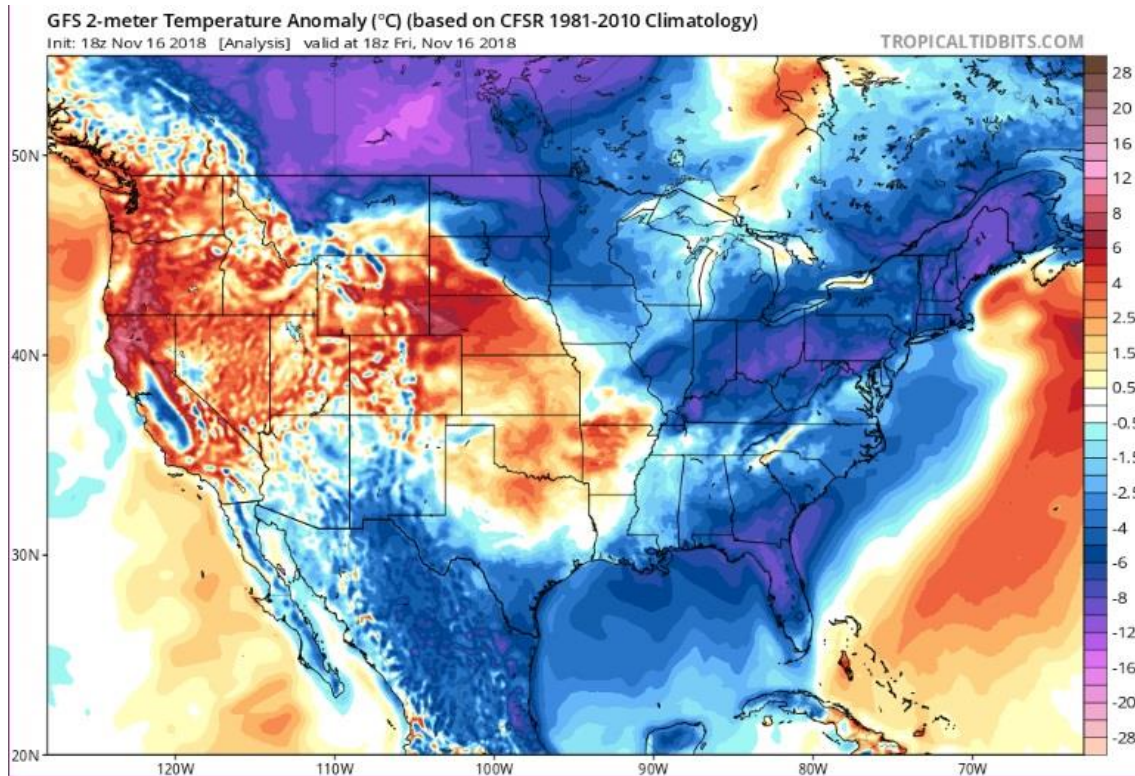 GFS 2-meter Temperature Anomaly (°C) (based on CFSR 1981-2010 Climatology)
Init: 18z Nov 16 2018 [Analysis] valid at 18z Fri, Nov 16 2018
TROPICALTIDBITS.COM
28
20
16
12
8
6
4
2.5
1.5
0.5
-0.5
-1.5
-2.5
-4
-6
-8
-12
-16
-20
-28
50N
40N
30N
20N
120W
110W
100W
90W
80W
70W